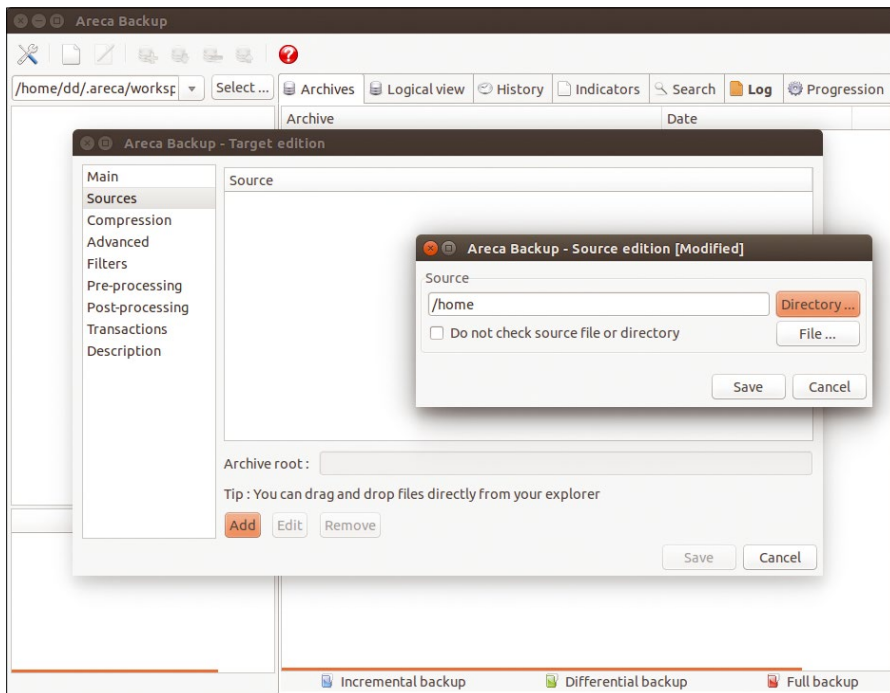 Areca Backup
/home/dd/.areca/worksp Select ... Archives Logical view History Indicators Search Log Progression
Archive Date
Areca Backup - Target edition
Main
Sources
Compression
Advanced
Filters
Pre-processing
Post-processing
Transactions
Description
Source
Areca Backup - Source edition [Modified]
Source
/home Directory ...
Do not check source file or directory File ...
Save Cancel
Archive root :
Tip : You can drag and drop files directly from your explorer
Add Edit Remove
Save Cancel
Incremental backup Differential backup Full backup